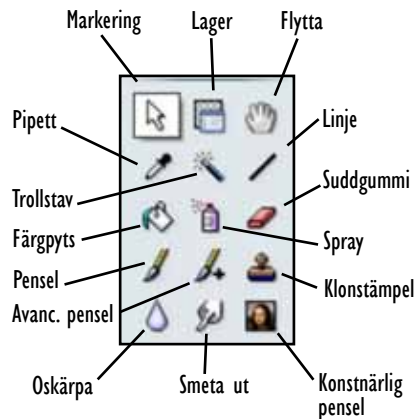 Markering
Lager
Flytta
Pipett
Linje
Trollstav
Suddgummi
Färgpyts
Spray
Pensel
Klonstämpel
Avanc. pensel
Oskärpa
Smeta ut
Konstnärlig
pensel